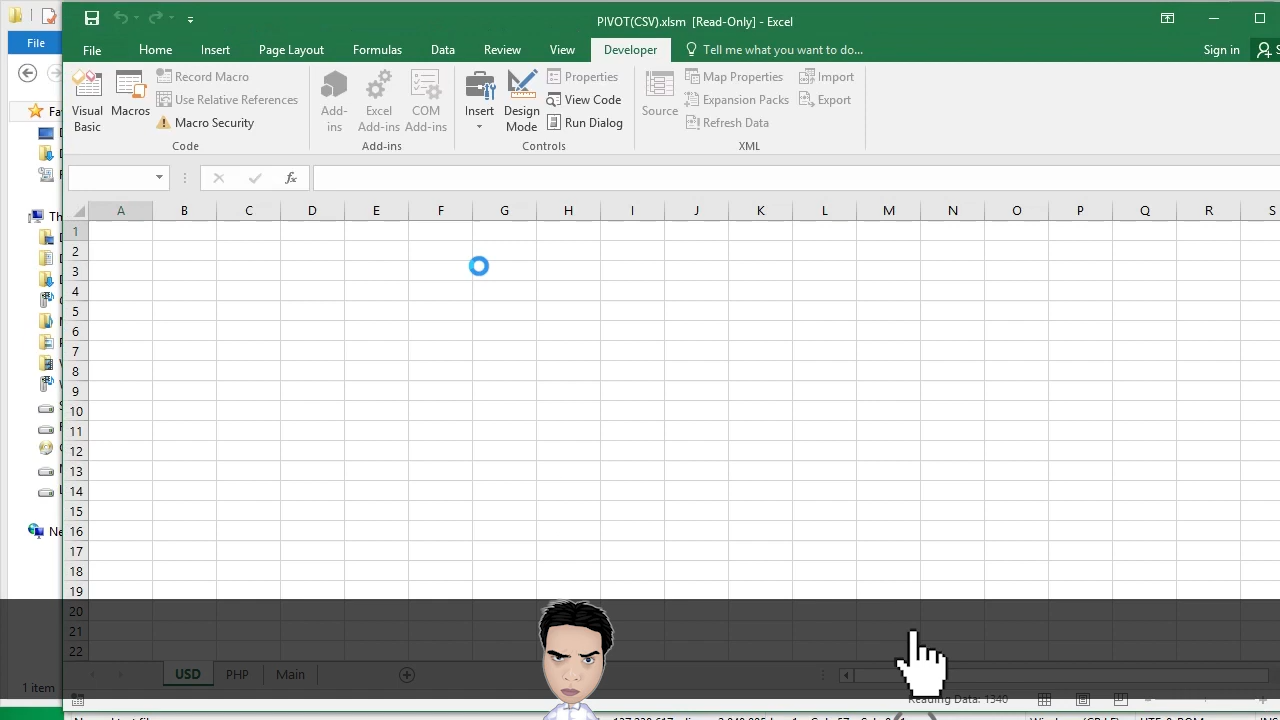 PIVOT(CSV).xlsm [Read-Only] - Excel
File
File Home Insert Page Layout Formulas Data Review View Developer Tell me what you want to do... Sign in
Visual Basic
Macros
Record Macro
Use Relative References
Macro Security
Code
Add-ins
Excel Add-ins
COM Add-ins
Add-ins
Insert
Design Mode
Properties
View Code
Run Dialog
Controls
Source
Map Properties
Expansion Packs
Refresh Data
Import
Export
XML
fx
A B C D E F G H I J K L M N O P Q R S
1
2
3
4
5
6
7
8
9
10
11
12
13
14
15
16
17
18
19
20
21
22
USD PHP Main
1 item
Reading Data: 1340